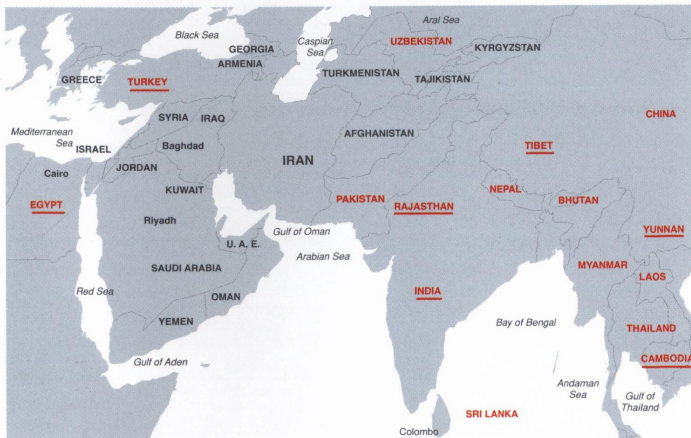 Aral Sea
Black Sea
Caspian
Sea
UZBEKISTAN
GEORGIA
KYRGYZSTAN
ARMENIA
GREECE
TURKEY
TURKMENISTAN
TAJIKISTAN
SYRIA
IRAQ
CHINA
Mediterranean
Sea
ISRAEL
Baghdad
AFGHANISTAN
TIBET
IRAN
Cairo
JORDAN
KUWAIT
NEPAL
PAKISTAN
RAJASTHAN
BHUTAN
EGYPT
Riyadh
Gulf of Oman
YUNNAN
U. A. E.
Arabian Sea
SAUDI ARABIA
MYANMAR
LAOS
Red Sea
INDIA
OMAN
YEMEN
Bay of Bengal
THAILAND
Gulf of Aden
CAMBODIA
Andaman
Sea
Gulf of
Thailand
SRI LANKA
Colombo